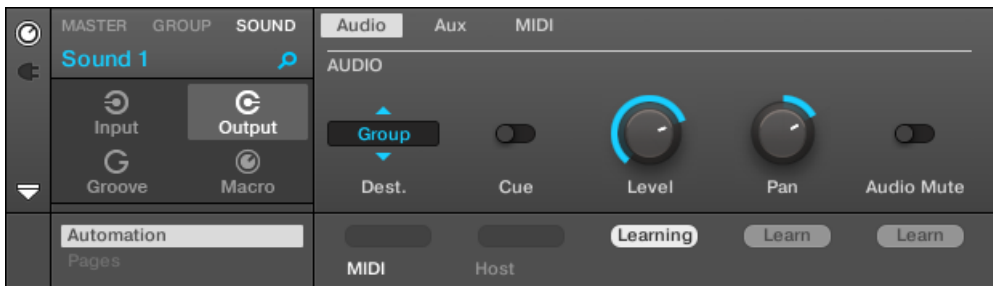 MASTER GROUP SOUND
Sound 1
Input Output
Groove Macro
Automation
Pages
Audio Aux MIDI
AUDIO
Group
Dest. Cue Level Pan Audio Mute
Learning Learn Learn
MIDI Host